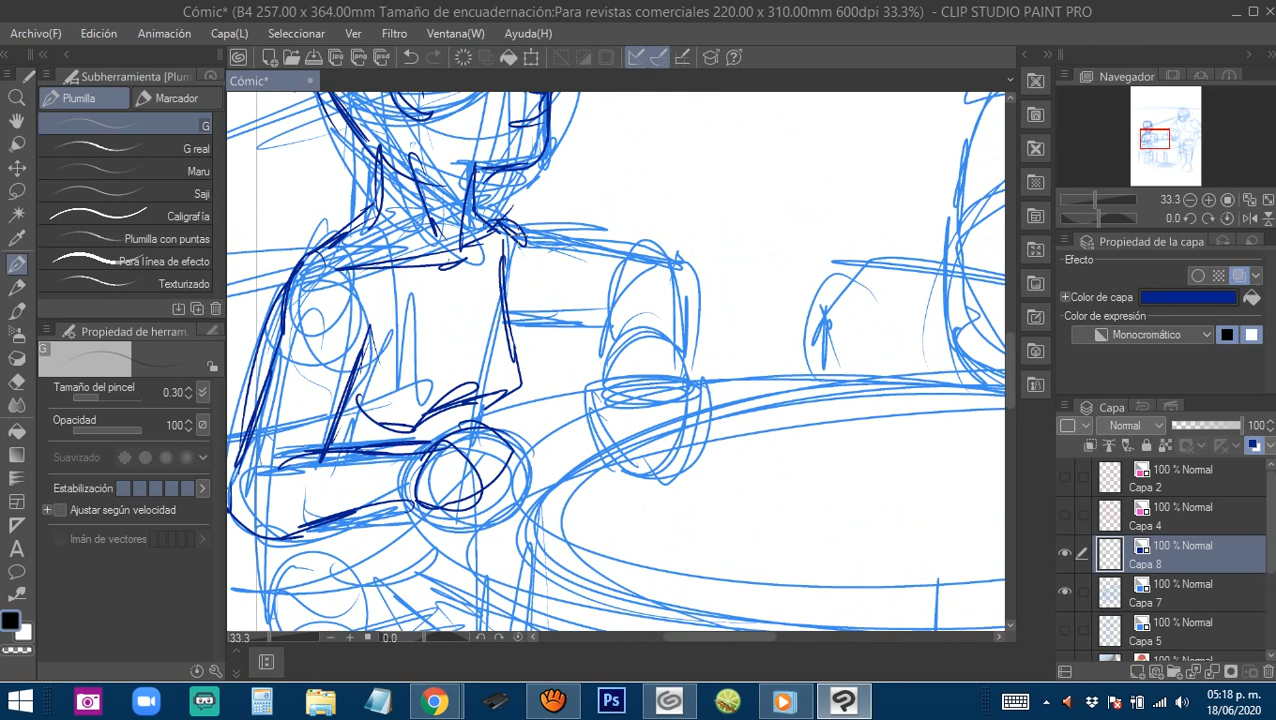 Cómic* (B4 257.00 x 364.00mm Tamaño de encuadernación:Para revistas comerciales 220.00 x 310.00mm 600dpi 33.3%) - CLIP STUDIO PAINT PRO
Archivo(F) Edición Animación Capa(L) Seleccionar Filtro Ver Ventana(W) Ayuda(H)
Subherramienta (Plum
Cómic*
Navegador
Plumilla Marcador
G
G real
Maru
Saji
Caligrafía
Plumilla con puntas
Para línea de efecto
Texturizado
33.3
0.0
Propiedad de la capa
Efecto
Color de capa
Color de expresión
Monocromático
Propiedad de herram
G
Tamaño del pincel 0.30
Opacidad 100
Suavizado
Estabilización
Ajustar según velocidad
Imán de vectores
Capa
Normal 100
100 % Normal
Capa 2
100 % Normal
Capa 4
100 % Normal
Capa 8
100 % Normal
Capa 7
100 % Normal
Capa 5
100 % Normal
33.3 0.0
Ps
05:18 p. m.
18/06/2020